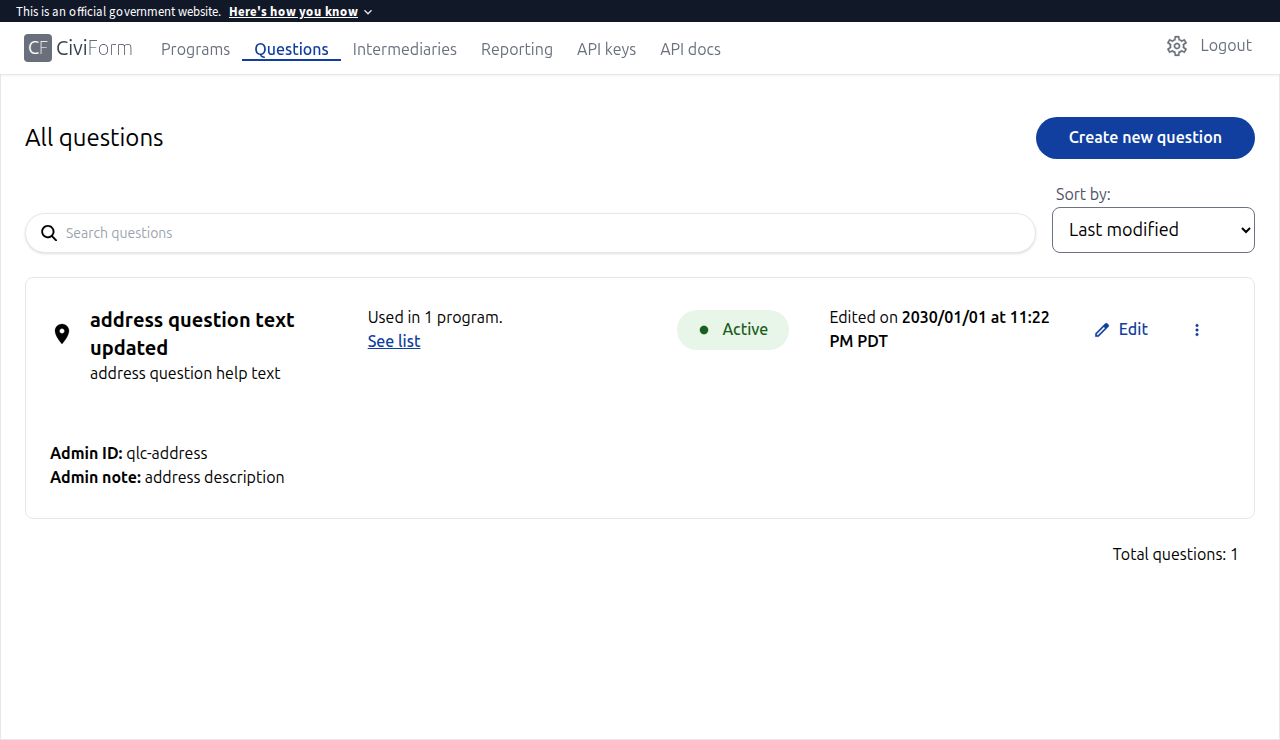 This is an official government website. Here's how you know
CF CiviForm Programs Questions Intermediaries Reporting API keys API docs Logout
All questions
Create new question
Sort by:
Search questions
Last modified
address question text
updated
address question help text
Used in 1 program.
See list
Active
Edited on 2030/01/01 at 11:22
PM PDT
Edit
Admin ID: qlc-address
Admin note: address description
Total questions: 1